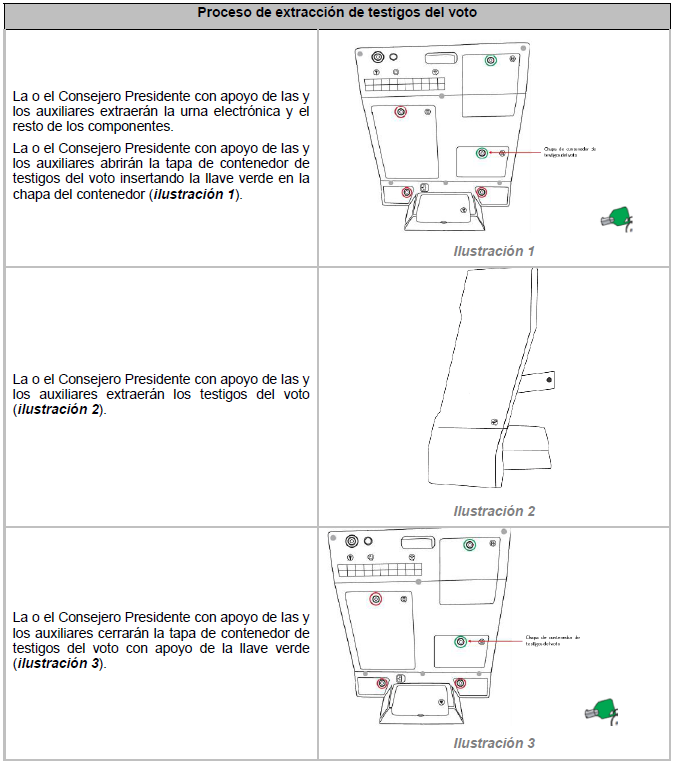 Proceso de extracción de testigos del voto
La o el Consejero Presidente con apoyo de las y
los auxiliares extraerán la urna electrónica y el
resto de los componentes.
La o el Consejero Presidente con apoyo de las y
los auxiliares abrirán la tapa de contenedor de
testigos del voto insertando la llave verde en la
chapa del contenedor (ilustración 1).
Chapa de contenedor de
testigos del voto
Ilustración 1
La o el Consejero Presidente con apoyo de las y
los auxiliares extraerán los testigos del voto
(ilustración 2).
Ilustración 2
La o el Consejero Presidente con apoyo de las y
los auxiliares cerrarán la tapa de contenedor de
testigos del voto con apoyo de la llave verde
(ilustración 3).
Chapa de contenedor de
testigos del voto
Ilustración 3